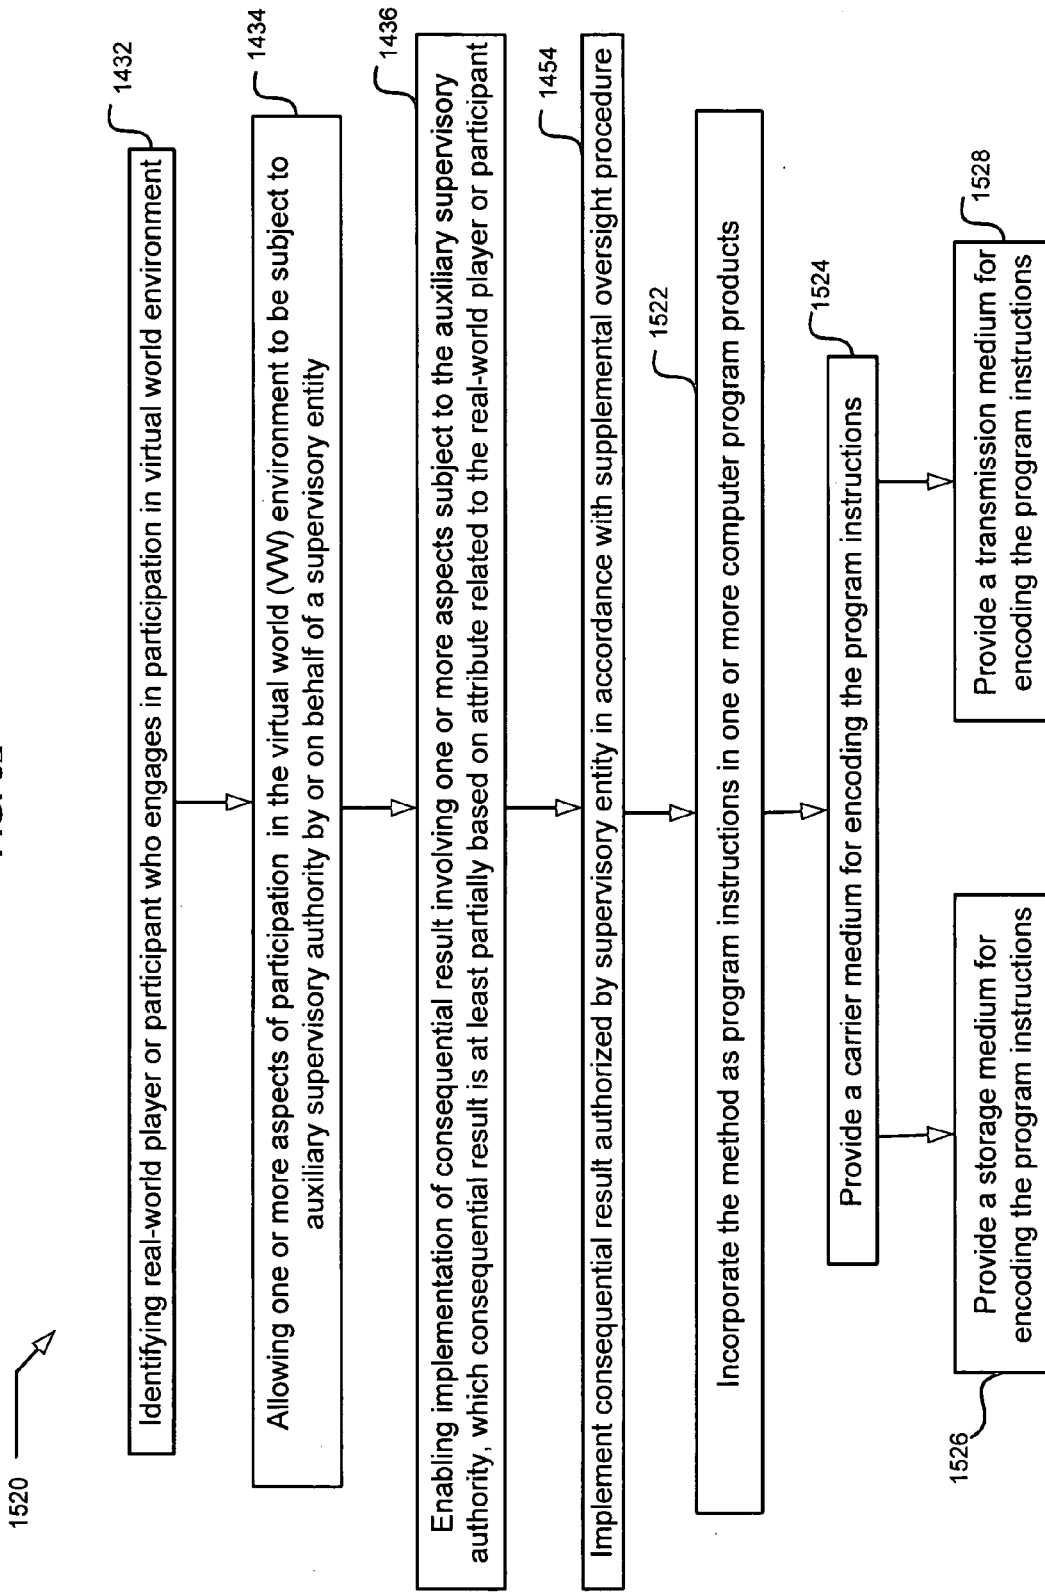 1520
1432
Identifying real-world player or participant who engages in participation in virtual world environment
1434
Allowing one or more aspects of participation in the virtual world (VW) environment to be subject to
auxiliary supervisory authority by or on behalf of a supervisory entity
1436
Enabling implementation of consequential result involving one or more aspects subject to the auxiliary supervisory
authority, which consequential result is at least partially based on attribute related to the real-world player or participant
1454
Implement consequential result authorized by supervisory entity in accordance with supplemental oversight procedure
1522
Incorporate the method as program instructions in one or more computer program products
1524
Provide a carrier medium for encoding the program instructions
1526
Provide a storage medium for
encoding the program instructions
1528
Provide a transmission medium for
encoding the program instructions